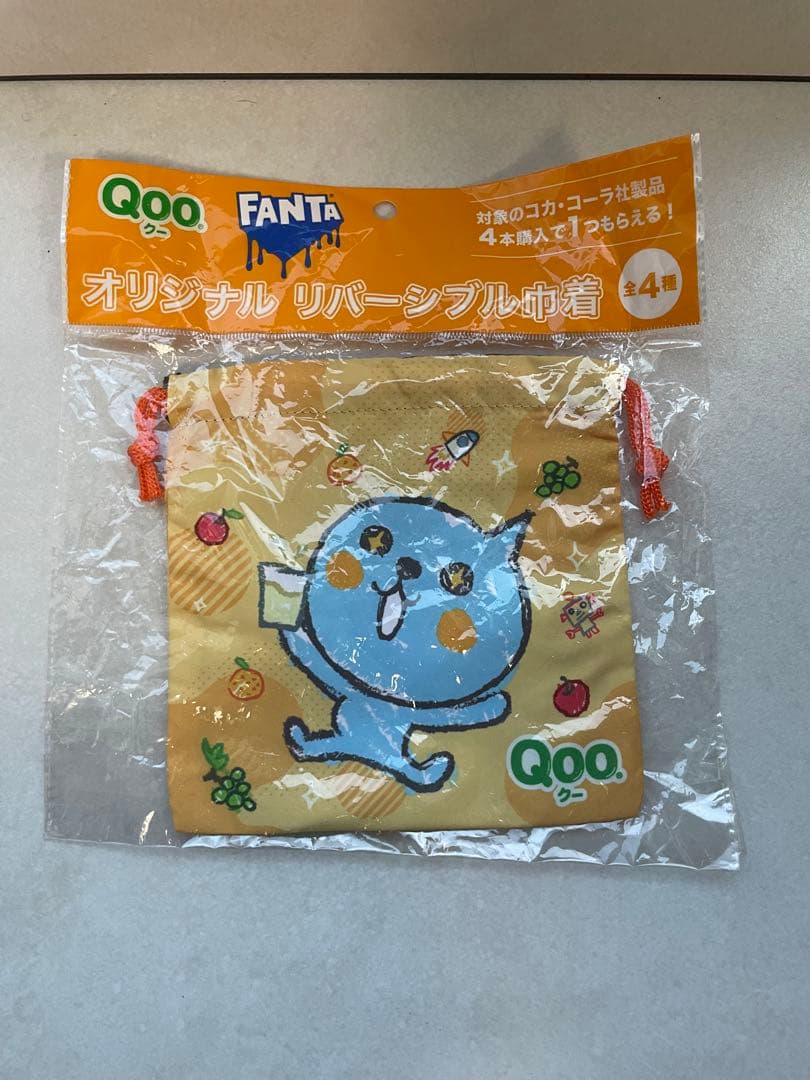 Qoo®
クー
FANTA
対象のコカ・コーラ社製品
4本購入で1つもらえる!
オリジナル リバーシブル巾着
全4種
Qoo®
クー